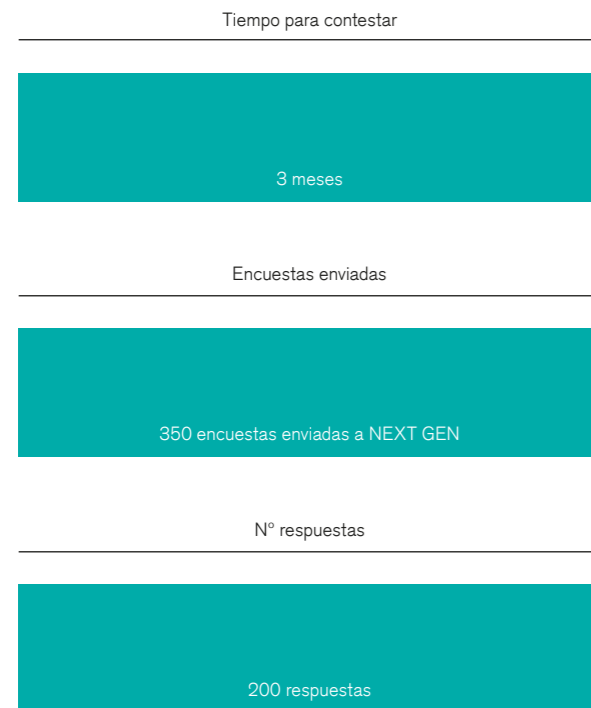 Tiempo para contestar
3 meses
Encuestas enviadas
350 encuestas enviadas a NEXT GEN
Nº respuestas
200 respuestas